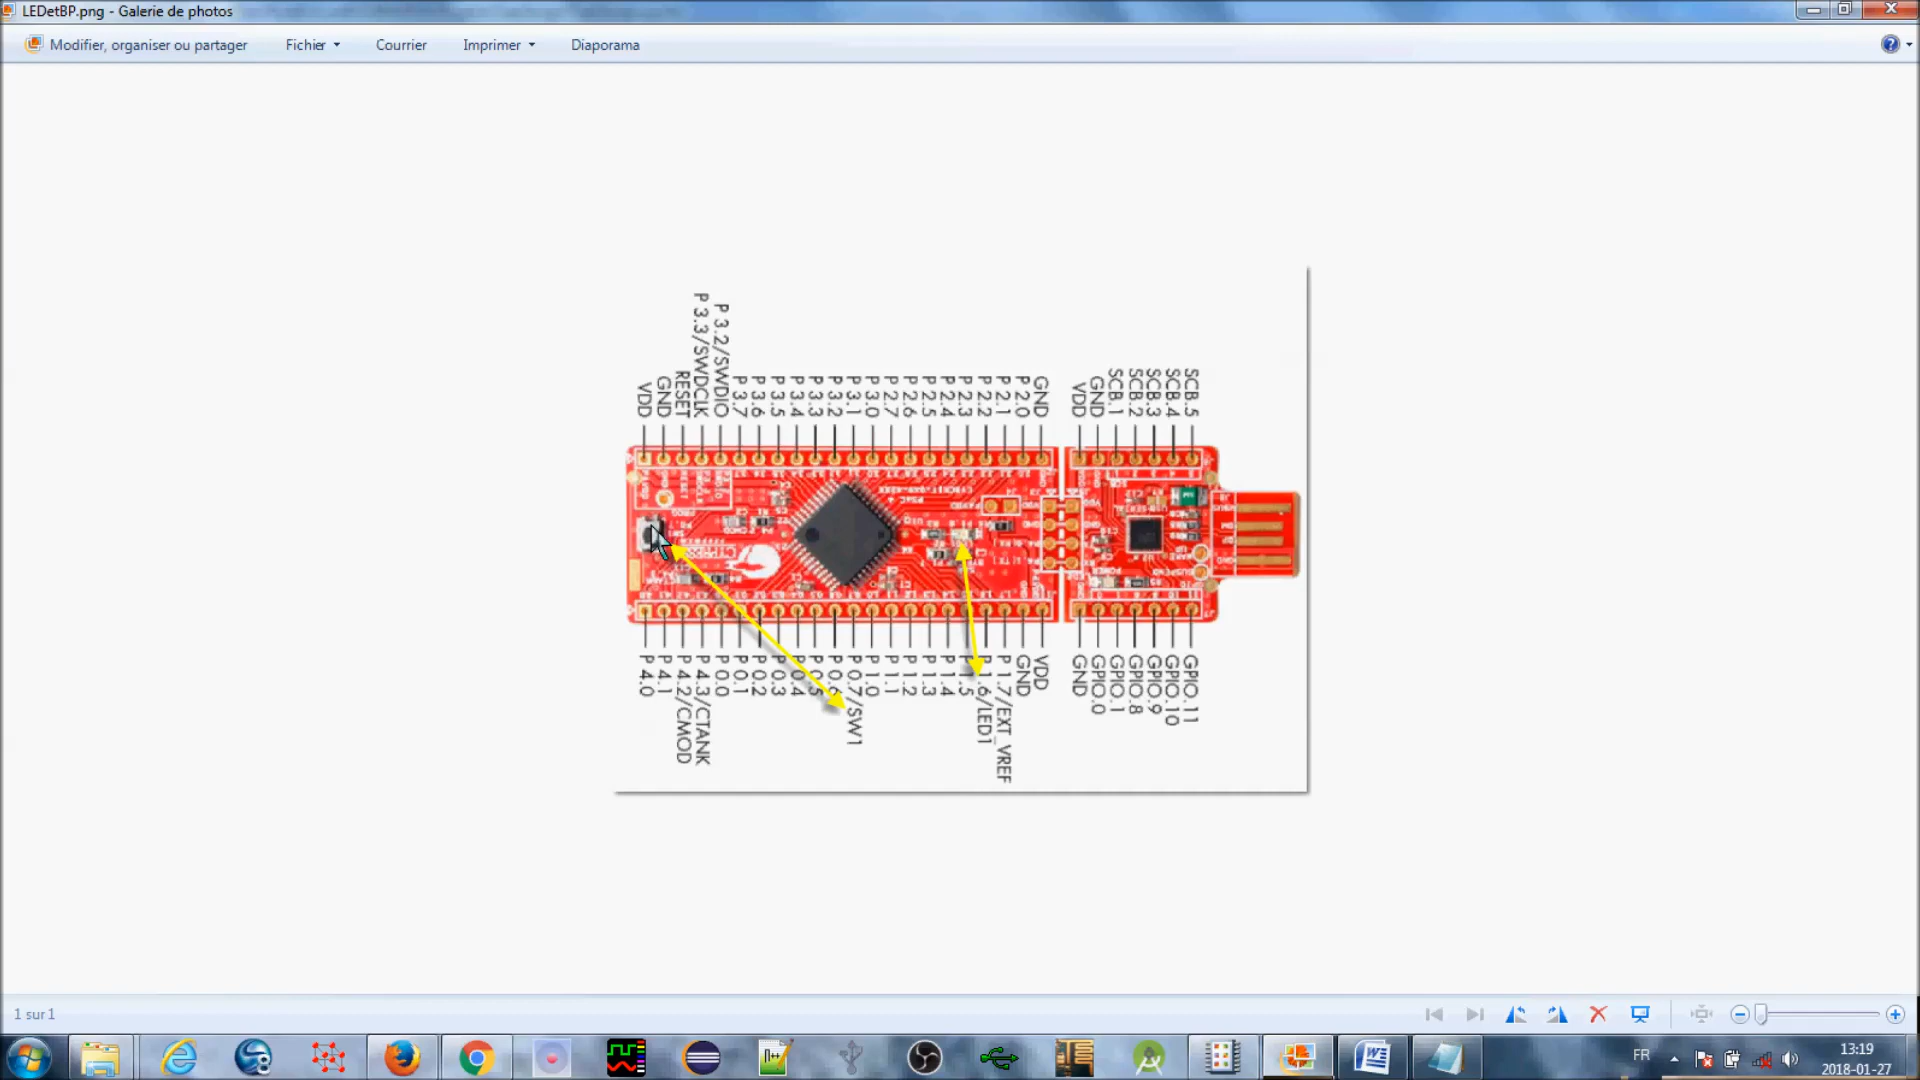 LEDetBP.png - Galerie de photos
Modifier, organiser ou partager
Fichier
Courrier
Imprimer
Diaporama
VDD
GND
RESET
P 3.3/SWDCLK
P 3.2/SWDIO
P 3.7
P 3.6
P 3.5
P 3.4
P 3.3
P 3.2
P 3.1
P 3.0
P 2.7
P 2.6
P 2.5
P 2.4
P 2.3
P 2.2
P 2.1
P 2.0
GND
VDD
GND
SCB.1
SCB.2
SCB.3
SCB.4
SCB.5
P 4.0
P 4.1
P 4.2/CMOD
P 4.3/CTANK
P 0.0
P 0.1
P 0.2
P 0.3
P 0.4
P 0.5
P 0.6
P 0.7/SW1
P 1.0
P 1.1
P 1.2
P 1.3
P 1.4
P 1.5
P 1.6/LED1
P 1.7/EXT_VREF
GND
VDD
GND
GPIO.0
GPIO.1
GPIO.8
GPIO.9
GPIO.10
GPIO.11
1 sur 1
FR
13:19
2018-01-27